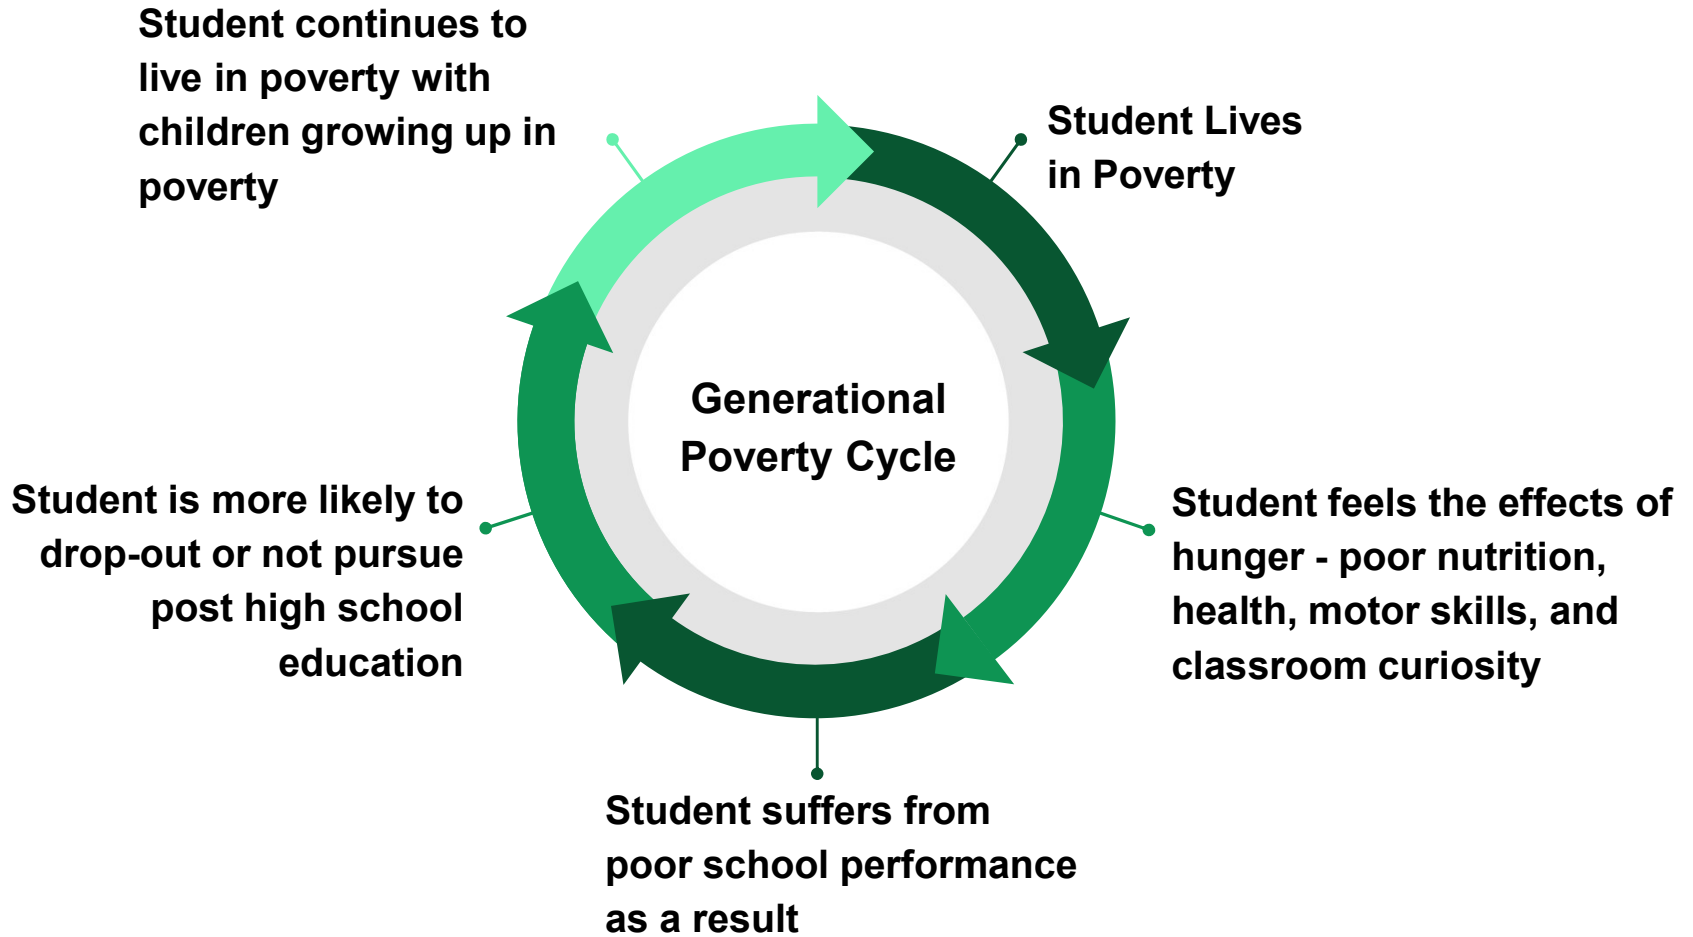 Student continues to
live in poverty with
children growing up in
poverty
Student Lives
in Poverty
Generational
Poverty Cycle
Student is more likely to
drop-out or not pursue
post high school
education
Student feels the effects of
hunger - poor nutrition,
health, motor skills, and
classroom curiosity
Student suffers from
poor school performance
as a result